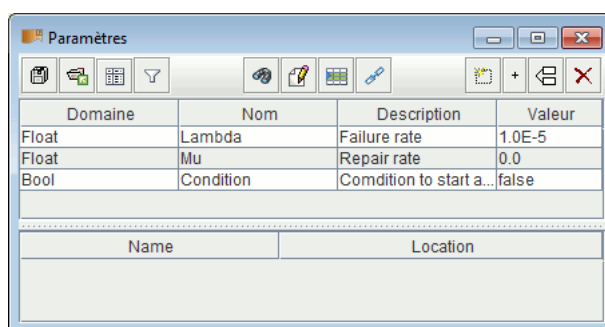 Paramètres
+
Domaine Nom Description Valeur
Float Lambda Failure rate 1.0E-5
Float Mu Repair rate 0.0
Bool Condition Comdition to start a... false
Name Location